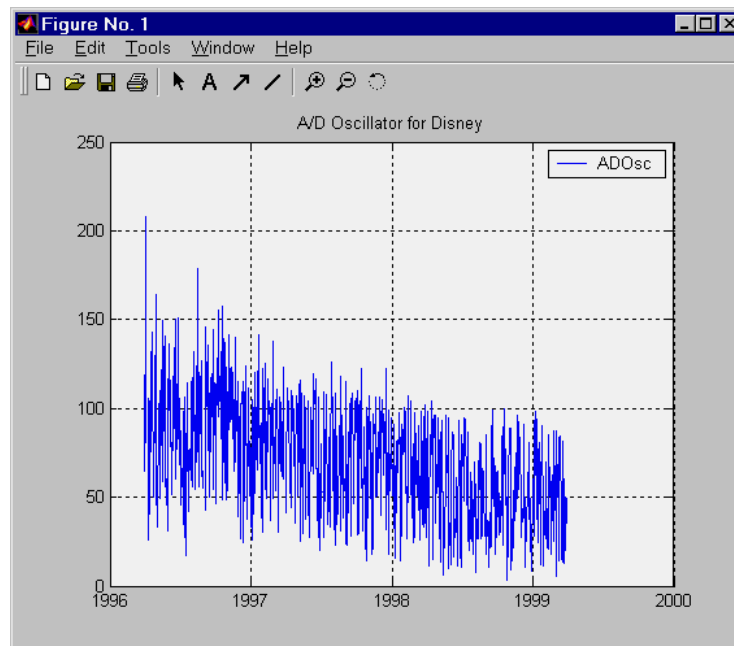 Figure No. 1
File Edit Tools Window Help
A
A/D Oscillator for Disney
250
200
150
100
50
0
ADOsc
1996 1997 1998 1999 2000